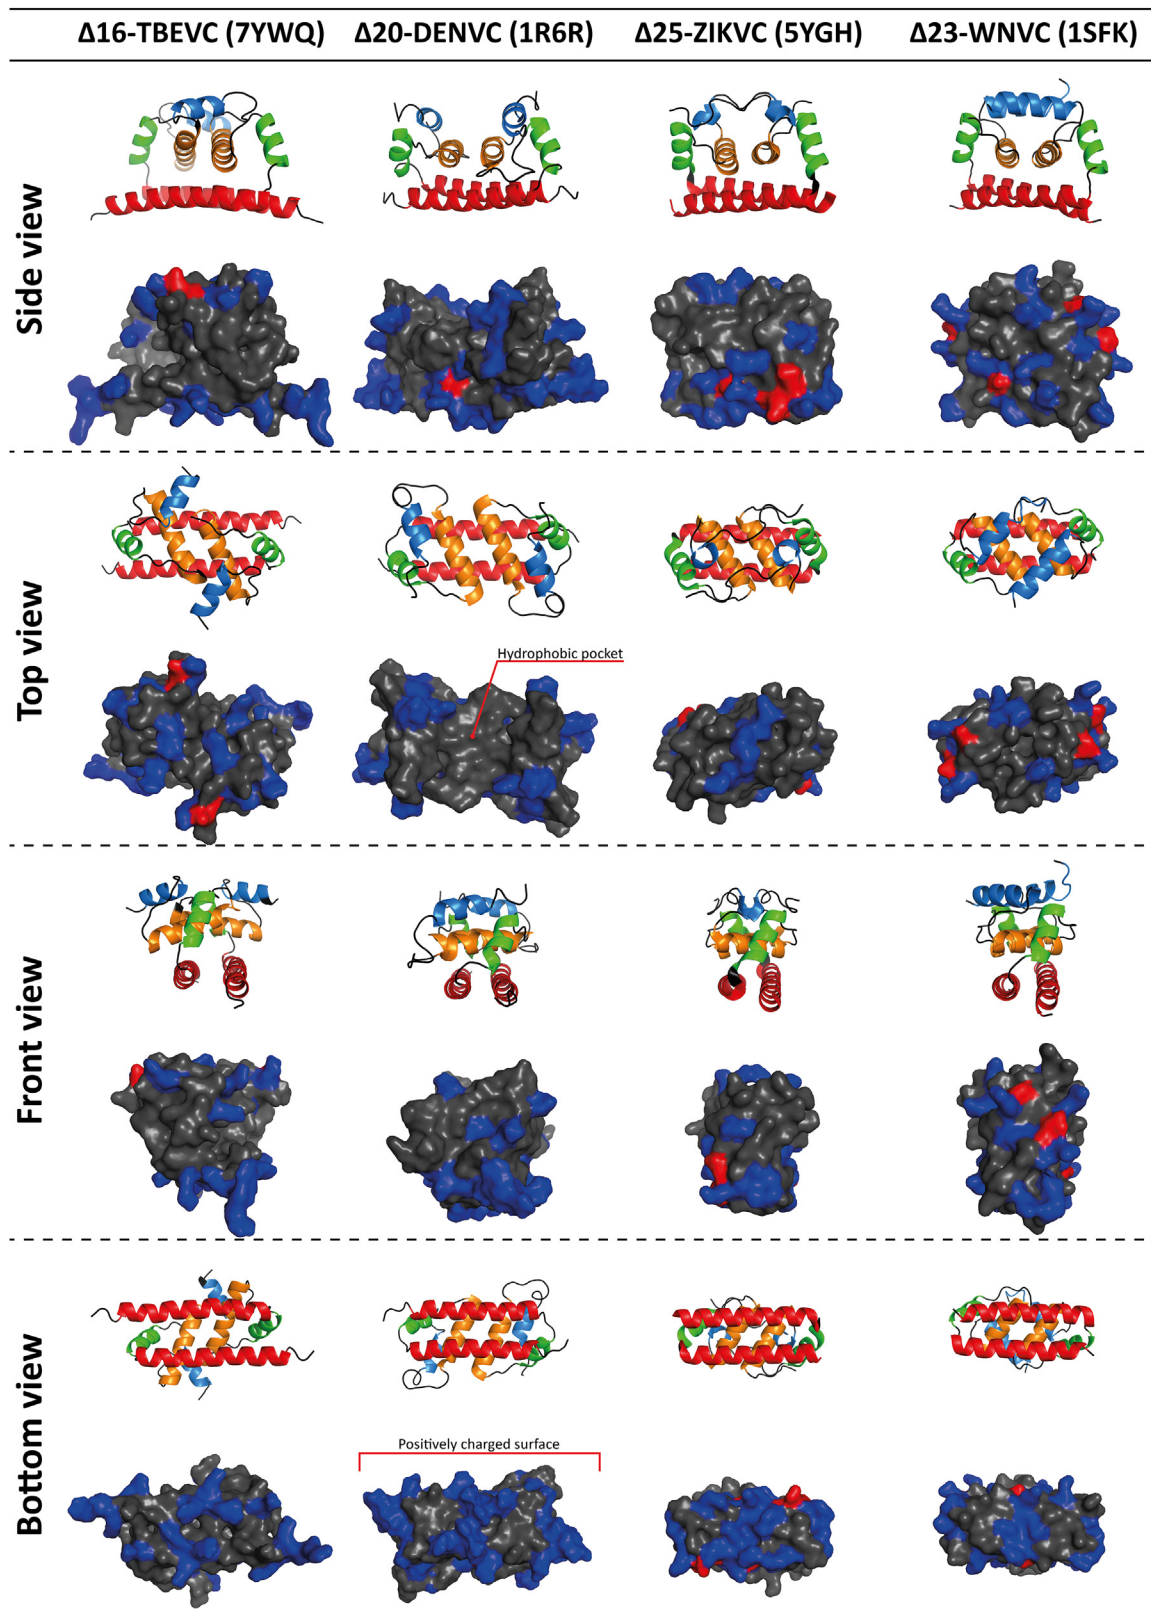 Δ16-TBEVC (7YWQ) Δ20-DENVC (1R6R) Δ25-ZIKVC (5YGH) Δ23-WNVC (1SFK)
Side view
Top view
Hydrophobic pocket
Front view
Bottom view
Positively charged surface